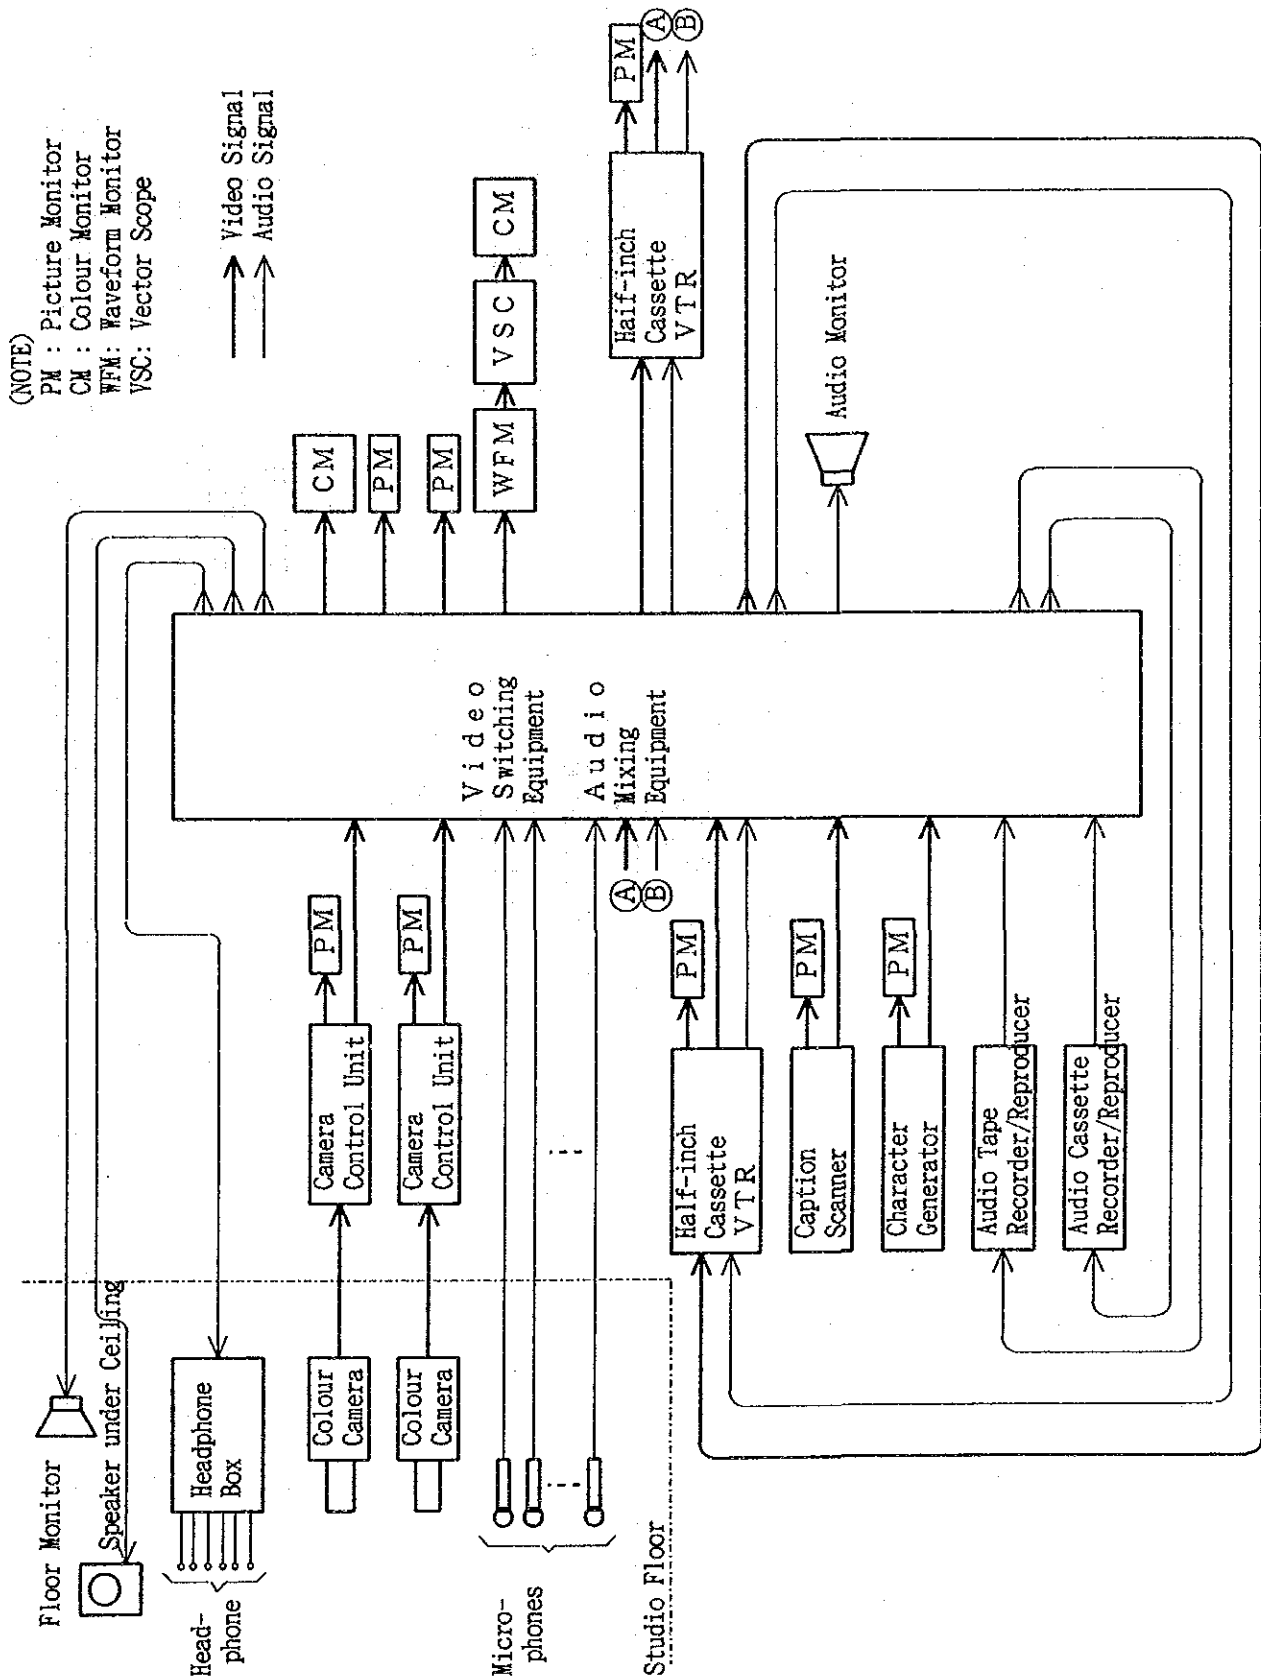 (NOTE)
PM : Picture Monitor
CM : Colour Monitor
WFM: Waveform Monitor
VSC: Vector Scope
Video Signal
Audio Signal
Floor Monitor
Speaker under Ceiling
Head-
phone
Headphone
Box
Colour
Camera
Camera
Control Unit
PM
Colour
Camera
Camera
Control Unit
PM
Micro-
phones
Studio Floor
Video
Switching
Equipment
Audio
Mixing
Equipment
A
B
CM
PM
PM
WFM
VSC
CM
Half-inch
Cassette
VTR
PM
A
B
Audio Monitor
Half-inch
Cassette
VTR
PM
Caption
Scanner
PM
Character
Generator
PM
Audio Tape
Recorder/Reproducer
Audio Cassette
Recorder/Reproducer